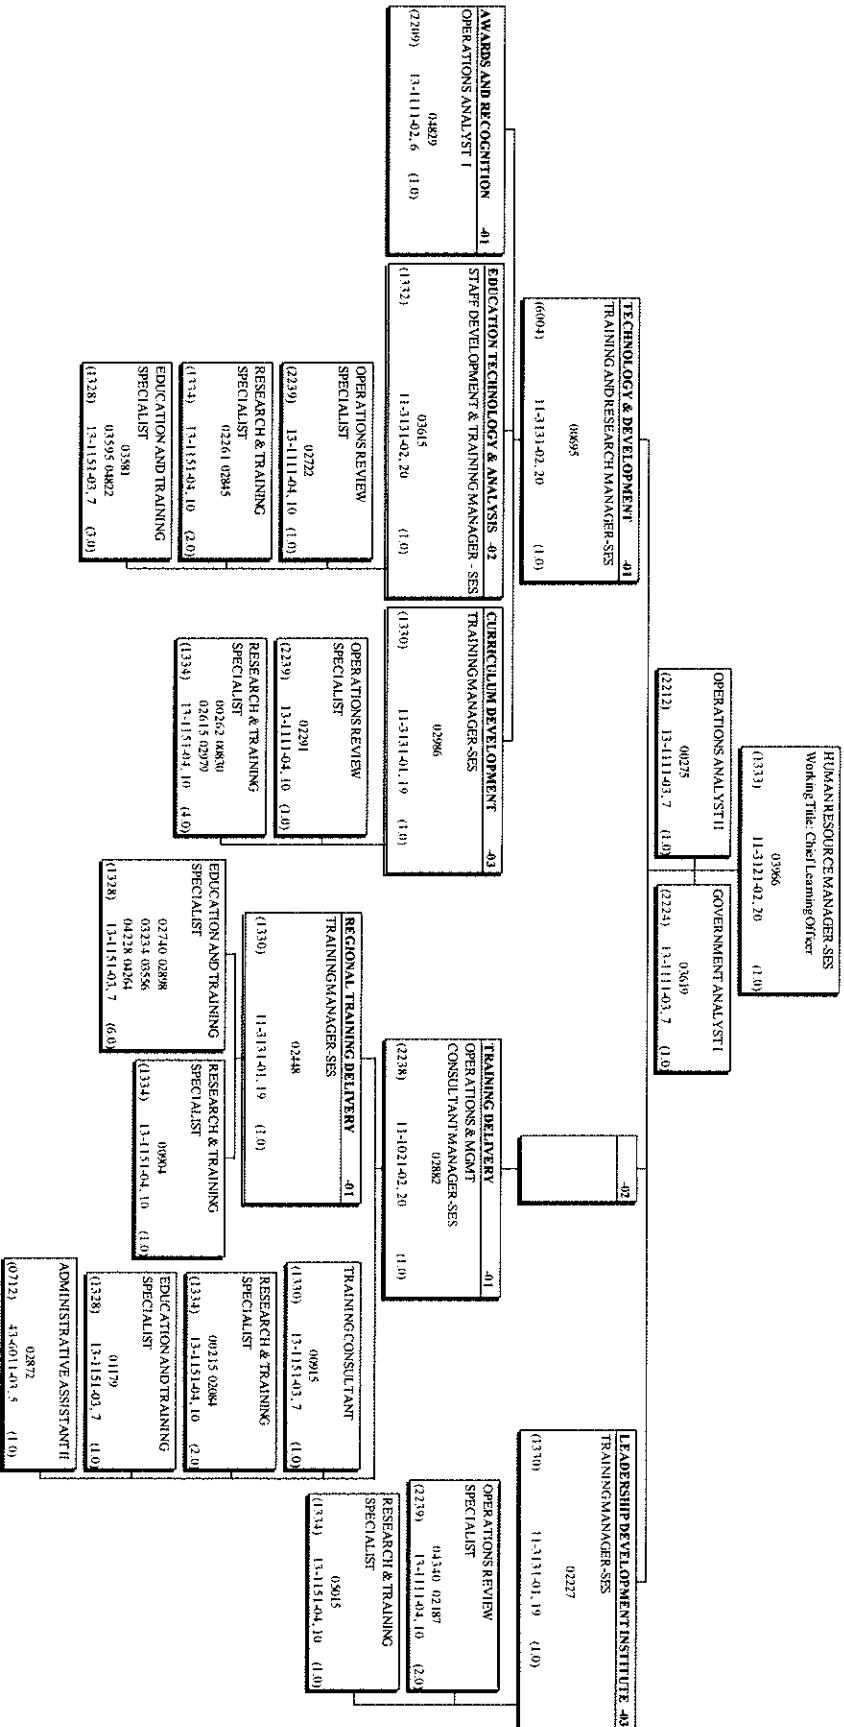 HUMAN RESOURCE MANAGER-SES
Working Title: Chief Learning Officer
03966
(1333) 11-3121-02, 20 (1.0)
OPERATIONS ANALYST II
00275
(2212) 13-1111-03, 7 (1.0)
GOVERNMENT ANALYST I
03619
(2224) 13-1111-03, 7 (1.0)
TECHNOLOGY & DEVELOPMENT -01
TRAINING AND RESEARCH MANAGER-SES
00695
(6004) 11-3131-02, 20 (1.0)
-02
LEADERSHIP DEVELOPMENT INSTITUTE -03
TRAINING MANAGER-SES
02227
(1330) 11-3131-01, 19 (1.0)
AWARDS AND RECOGNITION -01
OPERATIONS ANALYST I
04829
(2209) 13-1111-02, 6 (1.0)
EDUCATION TECHNOLOGY & ANALYSIS -02
STAFF DEVELOPMENT & TRAINING MANAGER - SES
03615
(1332) 11-3131-02, 20 (1.0)
OPERATIONS REVIEW
SPECIALIST
02722
(2239) 13-1111-04, 10 (1.0)
RESEARCH & TRAINING
SPECIALIST
02261 02845
(1334) 13-1151-04, 10 (2.0)
EDUCATION AND TRAINING
SPECIALIST
03581
03595 04822
(1328) 13-1151-03, 7 (3.0)
CURRICULUM DEVELOPMENT -03
TRAINING MANAGER-SES
02986
(1330) 11-3131-01, 19 (1.0)
OPERATIONS REVIEW
SPECIALIST
02291
(2239) 13-1111-04, 10 (1.0)
RESEARCH & TRAINING
SPECIALIST
00262 00830
02615 02979
(1334) 13-1151-04, 10 (4.0)
TRAINING DELIVERY -01
OPERATIONS & MGMT
CONSULTANT MANAGER-SES
02882
(2238) 11-1021-02, 20 (1.0)
REGIONAL TRAINING DELIVERY -01
TRAINING MANAGER-SES
02448
(1330) 11-3131-01, 19 (1.0)
EDUCATION AND TRAINING
SPECIALIST
02740 02898
03234 03556
04228 04264
(1328) 13-1151-03, 7 (6.0)
RESEARCH & TRAINING
SPECIALIST
00904
(1334) 13-1151-04, 10 (1.0)
TRAINING CONSULTANT
00915
(1330) 13-1151-03, 7 (1.0)
RESEARCH & TRAINING
SPECIALIST
00215 02084
(1334) 13-1151-04, 10 (2.0)
EDUCATION AND TRAINING
SPECIALIST
01179
(1328) 13-1151-03, 7 (1.0)
ADMINISTRATIVE ASSISTANT II
02872
(0712) 43-6011-03, 5 (1.0)
OPERATIONS REVIEW
SPECIALIST
04340 02187
(2239) 13-1111-04, 10 (2.0)
RESEARCH & TRAINING
SPECIALIST
05015
(1334) 13-1151-04, 10 (1.0)